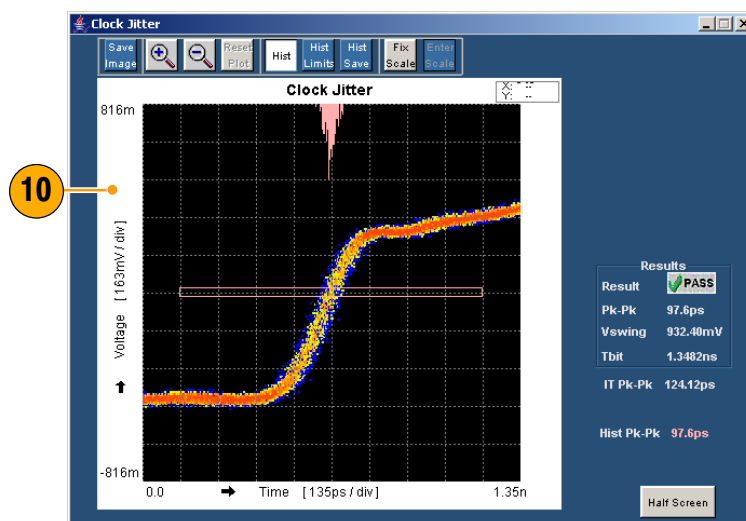 Clock Jitter
Save Image
Reset Plot
Hist
Hist Limits
Hist Save
Fix Scale
Enter Scale
Clock Jitter
X:
Y: --
816m
10
Voltage [163mV / div]
-816m
0.0
Time [135ps / div]
1.35n
Results
Result PASS
Pk-Pk 97.6ps
Vswing 932.40mV
Tbit 1.3482ns
IT Pk-Pk 124.12ps
Hist Pk-Pk 97.6ps
Half Screen